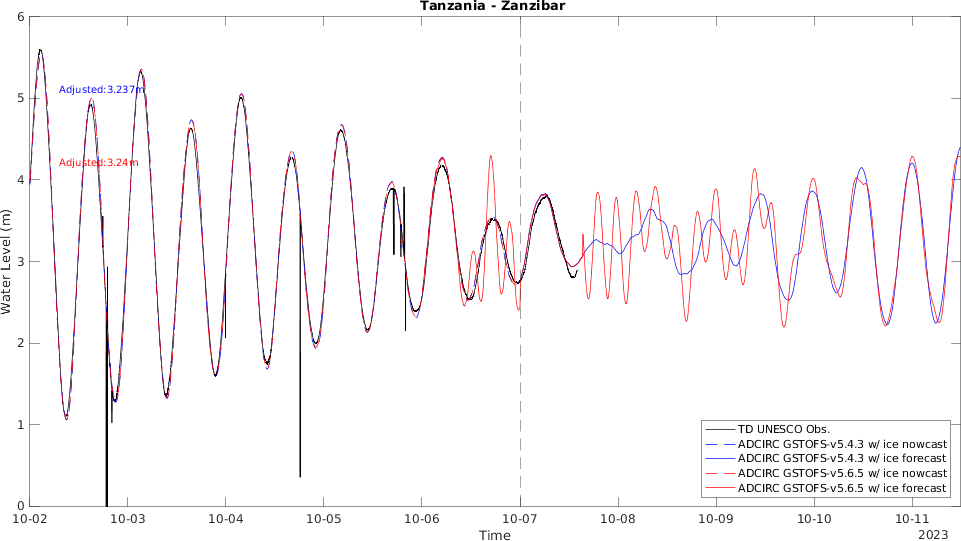 Tanzania - Zanzibar
6
5
4
3
2
1
0
Water Level (m)
Adjusted:3.237m
Adjusted:3.24m
TD UNESCO Obs.
ADCIRC GSTOFS-v5.4.3 w/ ice nowcast
ADCIRC GSTOFS-v5.4.3 w/ ice forecast
ADCIRC GSTOFS-v5.6.5 w/ ice nowcast
ADCIRC GSTOFS-v5.6.5 w/ ice forecast
10-02 10-03 10-04 10-05 10-06 10-07 10-08 10-09 10-10 10-11
Time
2023